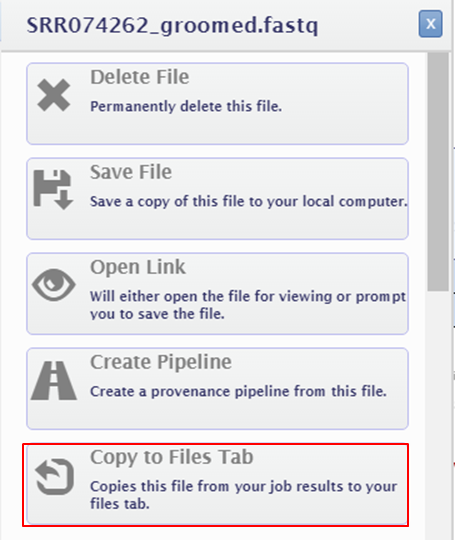 SRR074262_groomed.fastq
x
Delete File
Permanently delete this file.
Save File
Save a copy of this file to your local computer.
Open Link
Will either open the file for viewing or prompt
you to save the file.
Create Pipeline
Create a provenance pipeline from this file.
Copy to Files Tab
Copies this file from your job results to your
files tab.